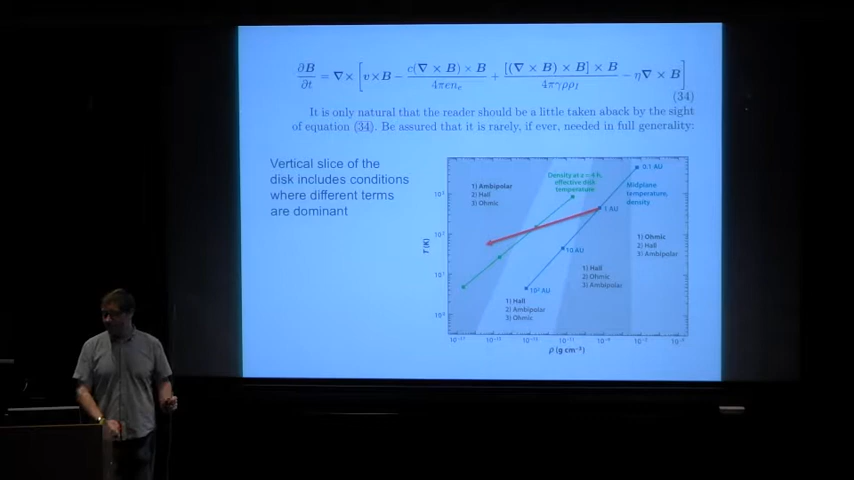 ∂B/∂t = ∇× [ v×B − c(∇ × B) × B / 4πen_e + [(∇ × B) × B] × B / 4πγρρ_I − η∇ × B ]
(34)
It is only natural that the reader should be a little taken aback by the sight
of equation (34). Be assured that it is rarely, if ever, needed in full generality:
Vertical slice of the
disk includes conditions
where different terms
are dominant
T (K)
1) Ambipolar
2) Hall
3) Ohmic
Density at z = 4 h,
effective disk
temperature
0.1 AU
Midplane
temperature,
density
1 AU
10 AU
10² AU
1) Ohmic
2) Hall
3) Ambipolar
1) Hall
2) Ohmic
3) Ambipolar
1) Hall
2) Ambipolar
3) Ohmic
ρ (g cm⁻³)